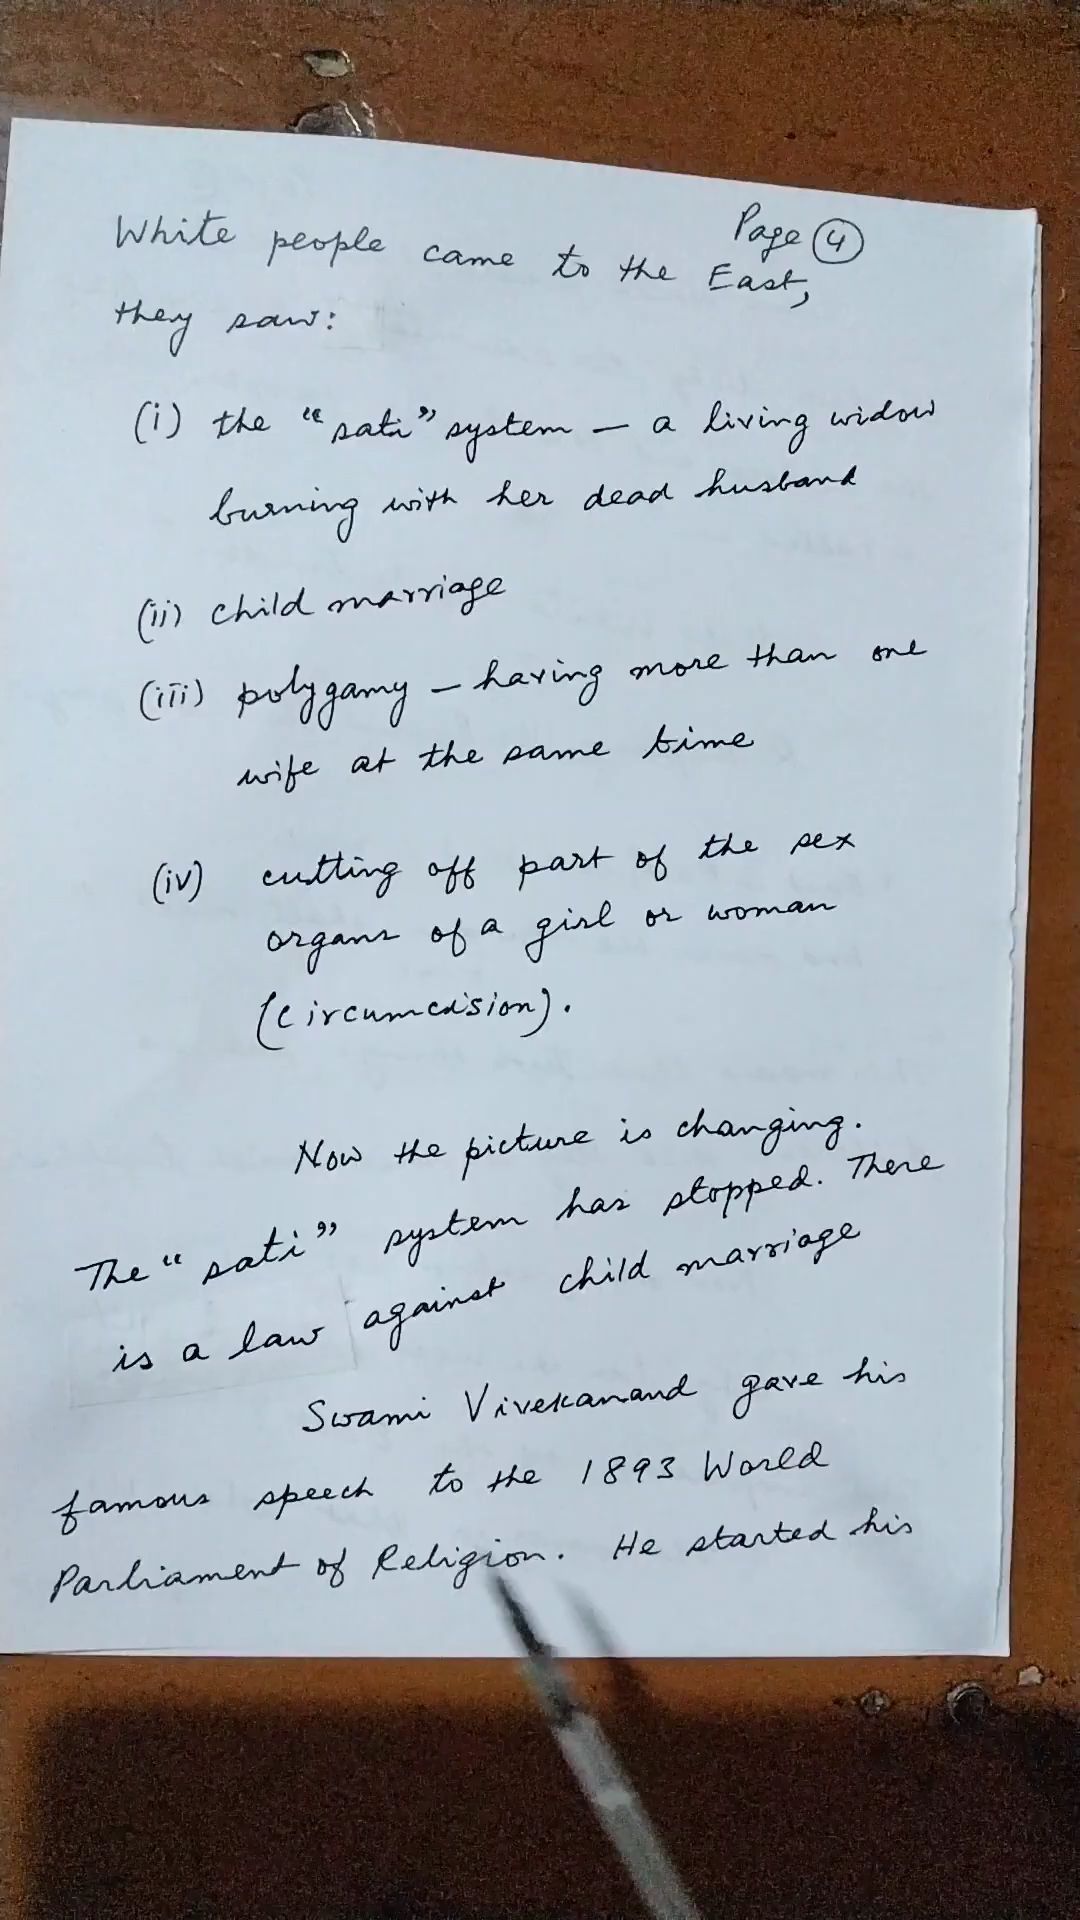 Page 4
White people came to the East,
they saw:
(i) the "sati" system – a living widow
burning with her dead husband
(ii) child marriage
(iii) polygamy – having more than one
wife at the same time
(iv) cutting off part of the sex
organs of a girl or woman
(circumcision).
Now the picture is changing.
The "sati" system has stopped. There
is a law against child marriage
Swami Vivekanand gave his
famous speech to the 1893 World
Parliament of Religion. He started his